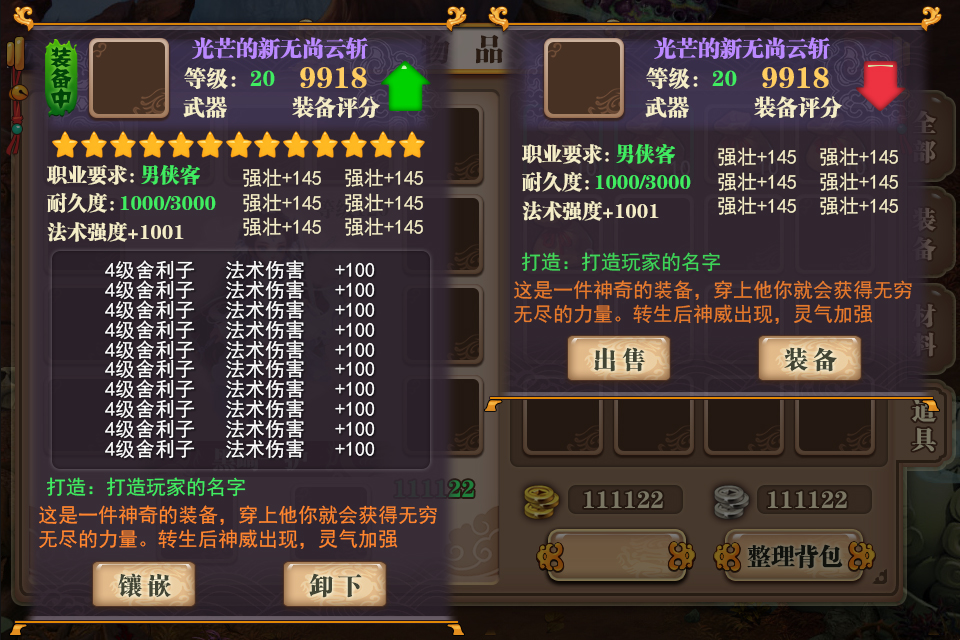 装备中
光芒的新无尚云斩
等级：20 9918
武器 装备评分
职业要求：男侠客
耐久度：1000/3000
法术强度+1001
强壮+145 强壮+145
强壮+145 强壮+145
强壮+145 强壮+145
4级舍利子 法术伤害 +100
4级舍利子 法术伤害 +100
4级舍利子 法术伤害 +100
4级舍利子 法术伤害 +100
4级舍利子 法术伤害 +100
4级舍利子 法术伤害 +100
4级舍利子 法术伤害 +100
4级舍利子 法术伤害 +100
4级舍利子 法术伤害 +100
4级舍利子 法术伤害 +100
打造：打造玩家的名字
这是一件神奇的装备，穿上他你就会获得无穷
无尽的力量。转生后神威出现，灵气加强
镶嵌 卸下
物品
光芒的新无尚云斩
等级：20 9918
武器 装备评分
职业要求：男侠客
耐久度：1000/3000
法术强度+1001
强壮+145 强壮+145
强壮+145 强壮+145
强壮+145 强壮+145
打造：打造玩家的名字
这是一件神奇的装备，穿上他你就会获得无穷
无尽的力量。转生后神威出现，灵气加强
出售 装备
全部
装备
材料
道具
111122
111122 111122
整理背包